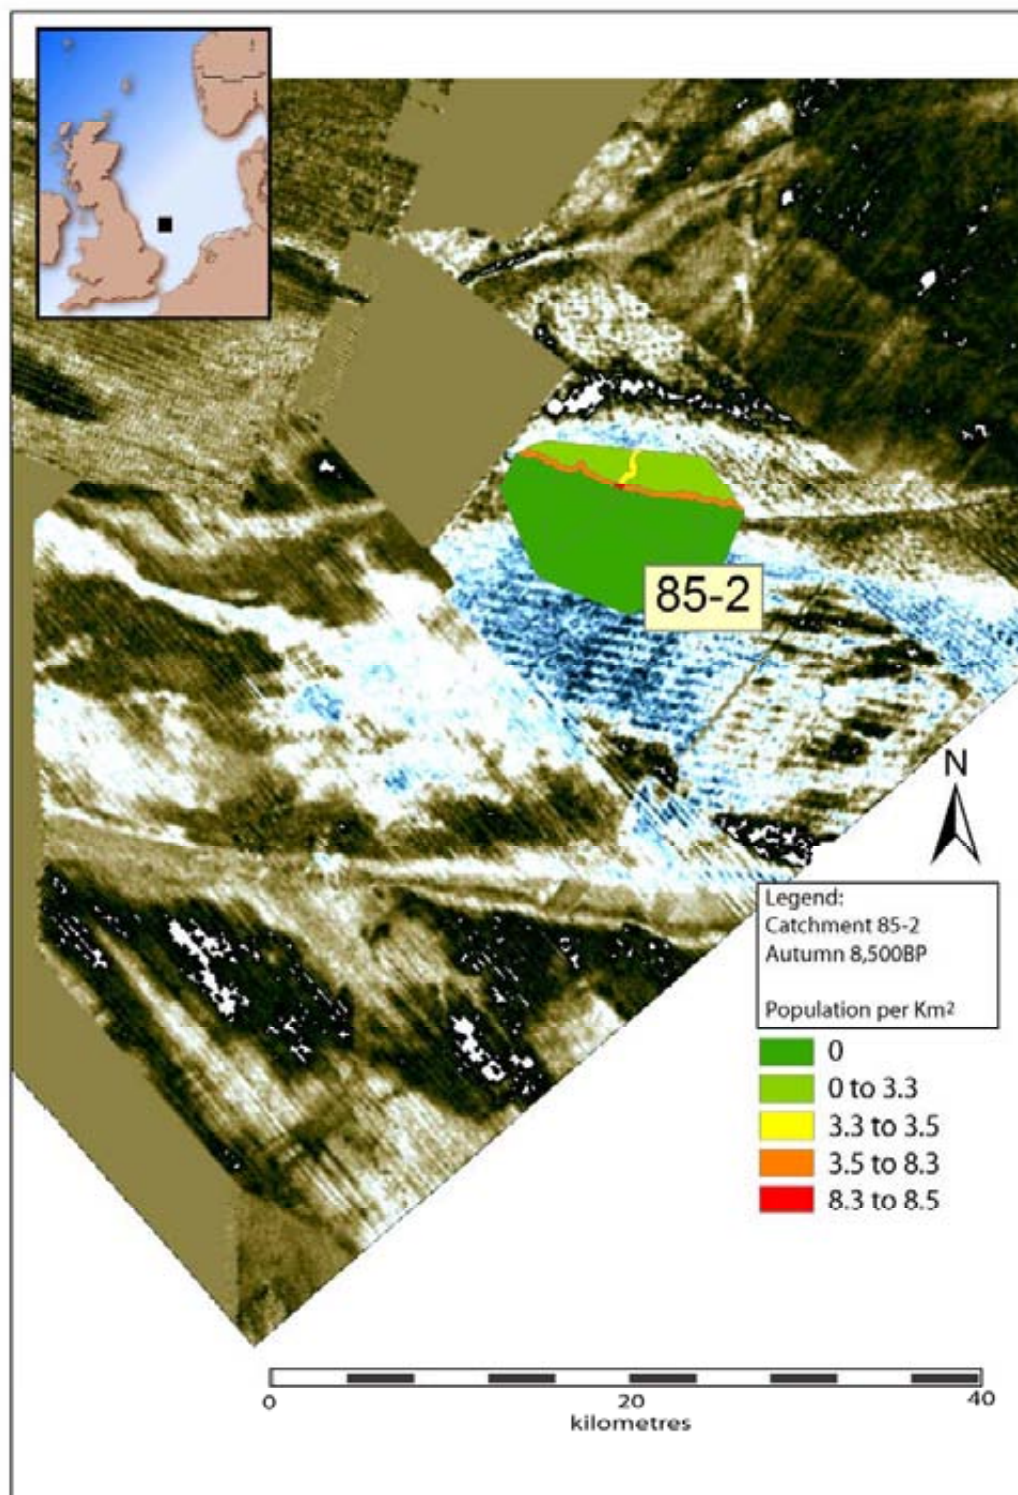 85-2
N
Legend:
Catchment 85-2
Autumn 8,500BP
Population per Km²
0
0 to 3.3
3.3 to 3.5
3.5 to 8.3
8.3 to 8.5
0 20 40
kilometres